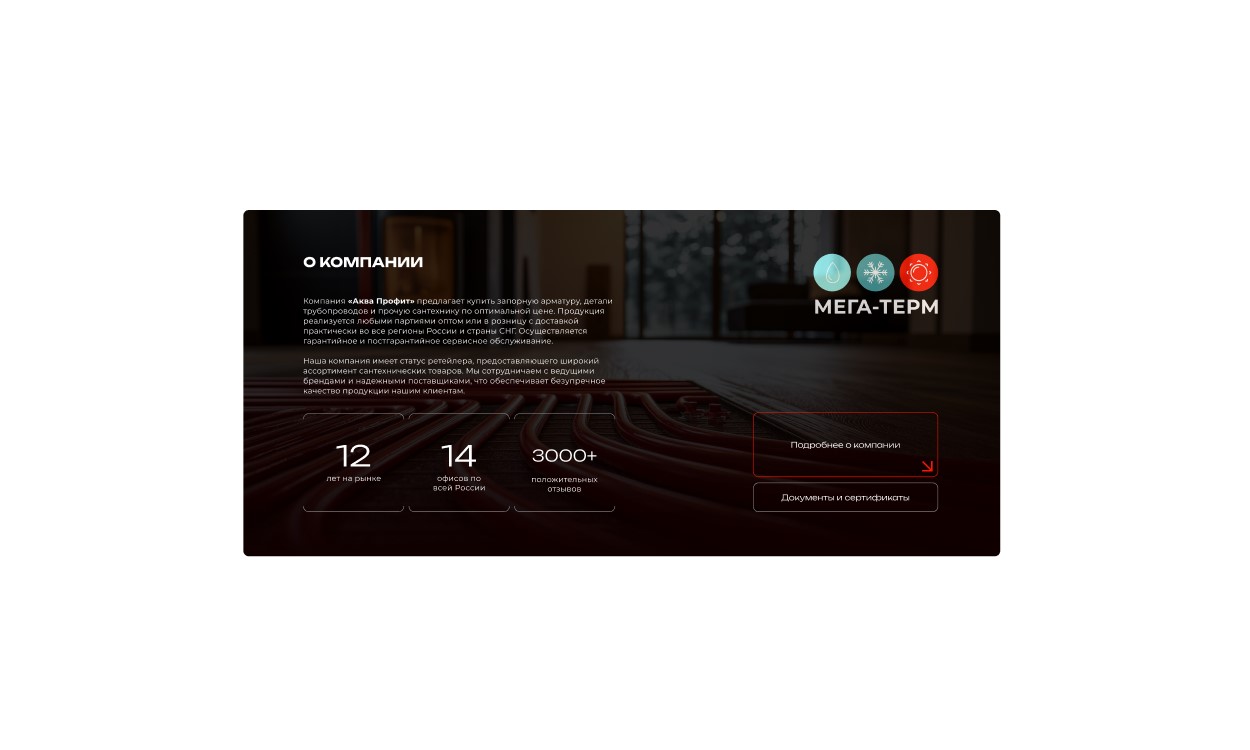 О КОМПАНИИ
МЕГА-ТЕРМ
Компания «Аква Профит» предлагает купить запорную арматуру, детали
трубопроводов и прочую сантехнику по оптимальной цене. Продукция
реализуется любыми партиями оптом или в розницу с доставкой
практически во все регионы России и страны СНГ. Осуществляется
гарантийное и постгарантийное сервисное обслуживание.
Наша компания имеет статус ретейлера, предоставляющего широкий
ассортимент сантехнических товаров. Мы сотрудничаем с ведущими
брендами и надежными поставщиками, что обеспечивает безупречное
качество продукции нашим клиентам.
12
лет на рынке
14
офисов по
всей России
3000+
положительных
отзывов
Подробнее о компании
Документы и сертификаты